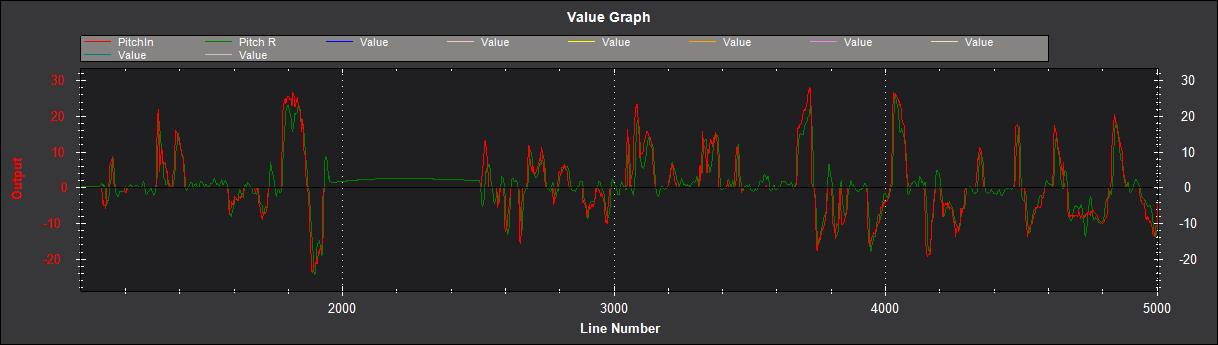 Value Graph
PitchIn Pitch R Value Value Value Value Value Value
Value Value
30 30
20 20
10 10
0 0
-10 -10
-20 -20
Output
2000 3000 4000 5000
Line Number